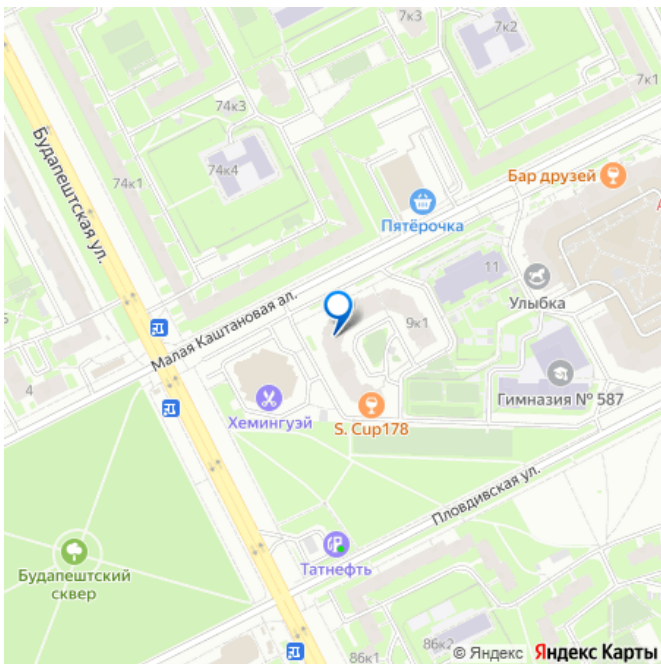 7к3
7к2
7к1
74к3
Будапештская ул.
74к4
74к1
Бар друзей
Пятёрочка
11
Улыбка
Малая Каштановая ал.
9к1
4
Гимназия № 587
Хемингуэй
S. Cup178
Пловдивская ул.
Татнефть
Будапештский
сквер
86к1
86к2
© Яндекс Яндекс Карты